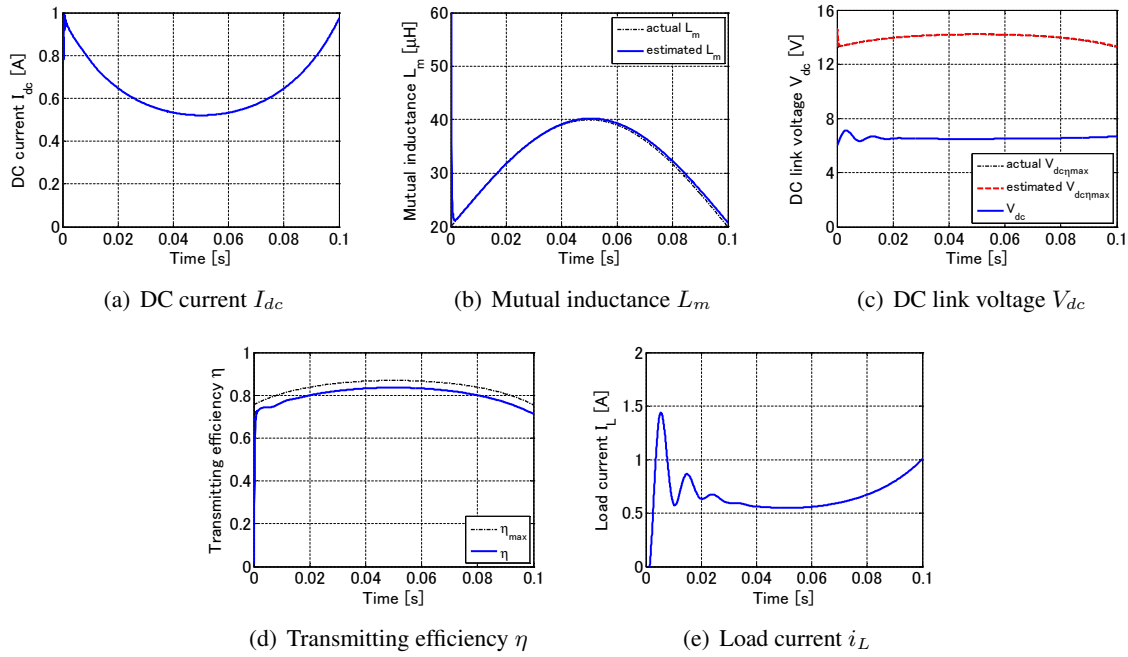 DC current I_dc [A]
1
0.8
0.6
0.4
0.2
0
0 0.02 0.04 0.06 0.08 0.1
Time [s]
(a) DC current I_dc
Mutual inductance L_m [μH]
60
50
40
30
20
actual L_m
estimated L_m
0 0.02 0.04 0.06 0.08 0.1
Time [s]
(b) Mutual inductance L_m
DC link voltage V_dc [V]
16
12
8
4
0
actual V_dcηmax
estimated V_dcηmax
V_dc
0 0.02 0.04 0.06 0.08 0.1
Time [s]
(c) DC link voltage V_dc
Transmitting efficiency η
1
0.8
0.6
0.4
0.2
0
η_max
η
0 0.02 0.04 0.06 0.08 0.1
Time [s]
(d) Transmitting efficiency η
Load current I_L [A]
2
1.5
1
0.5
0
0 0.02 0.04 0.06 0.08 0.1
Time [s]
(e) Load current i_L